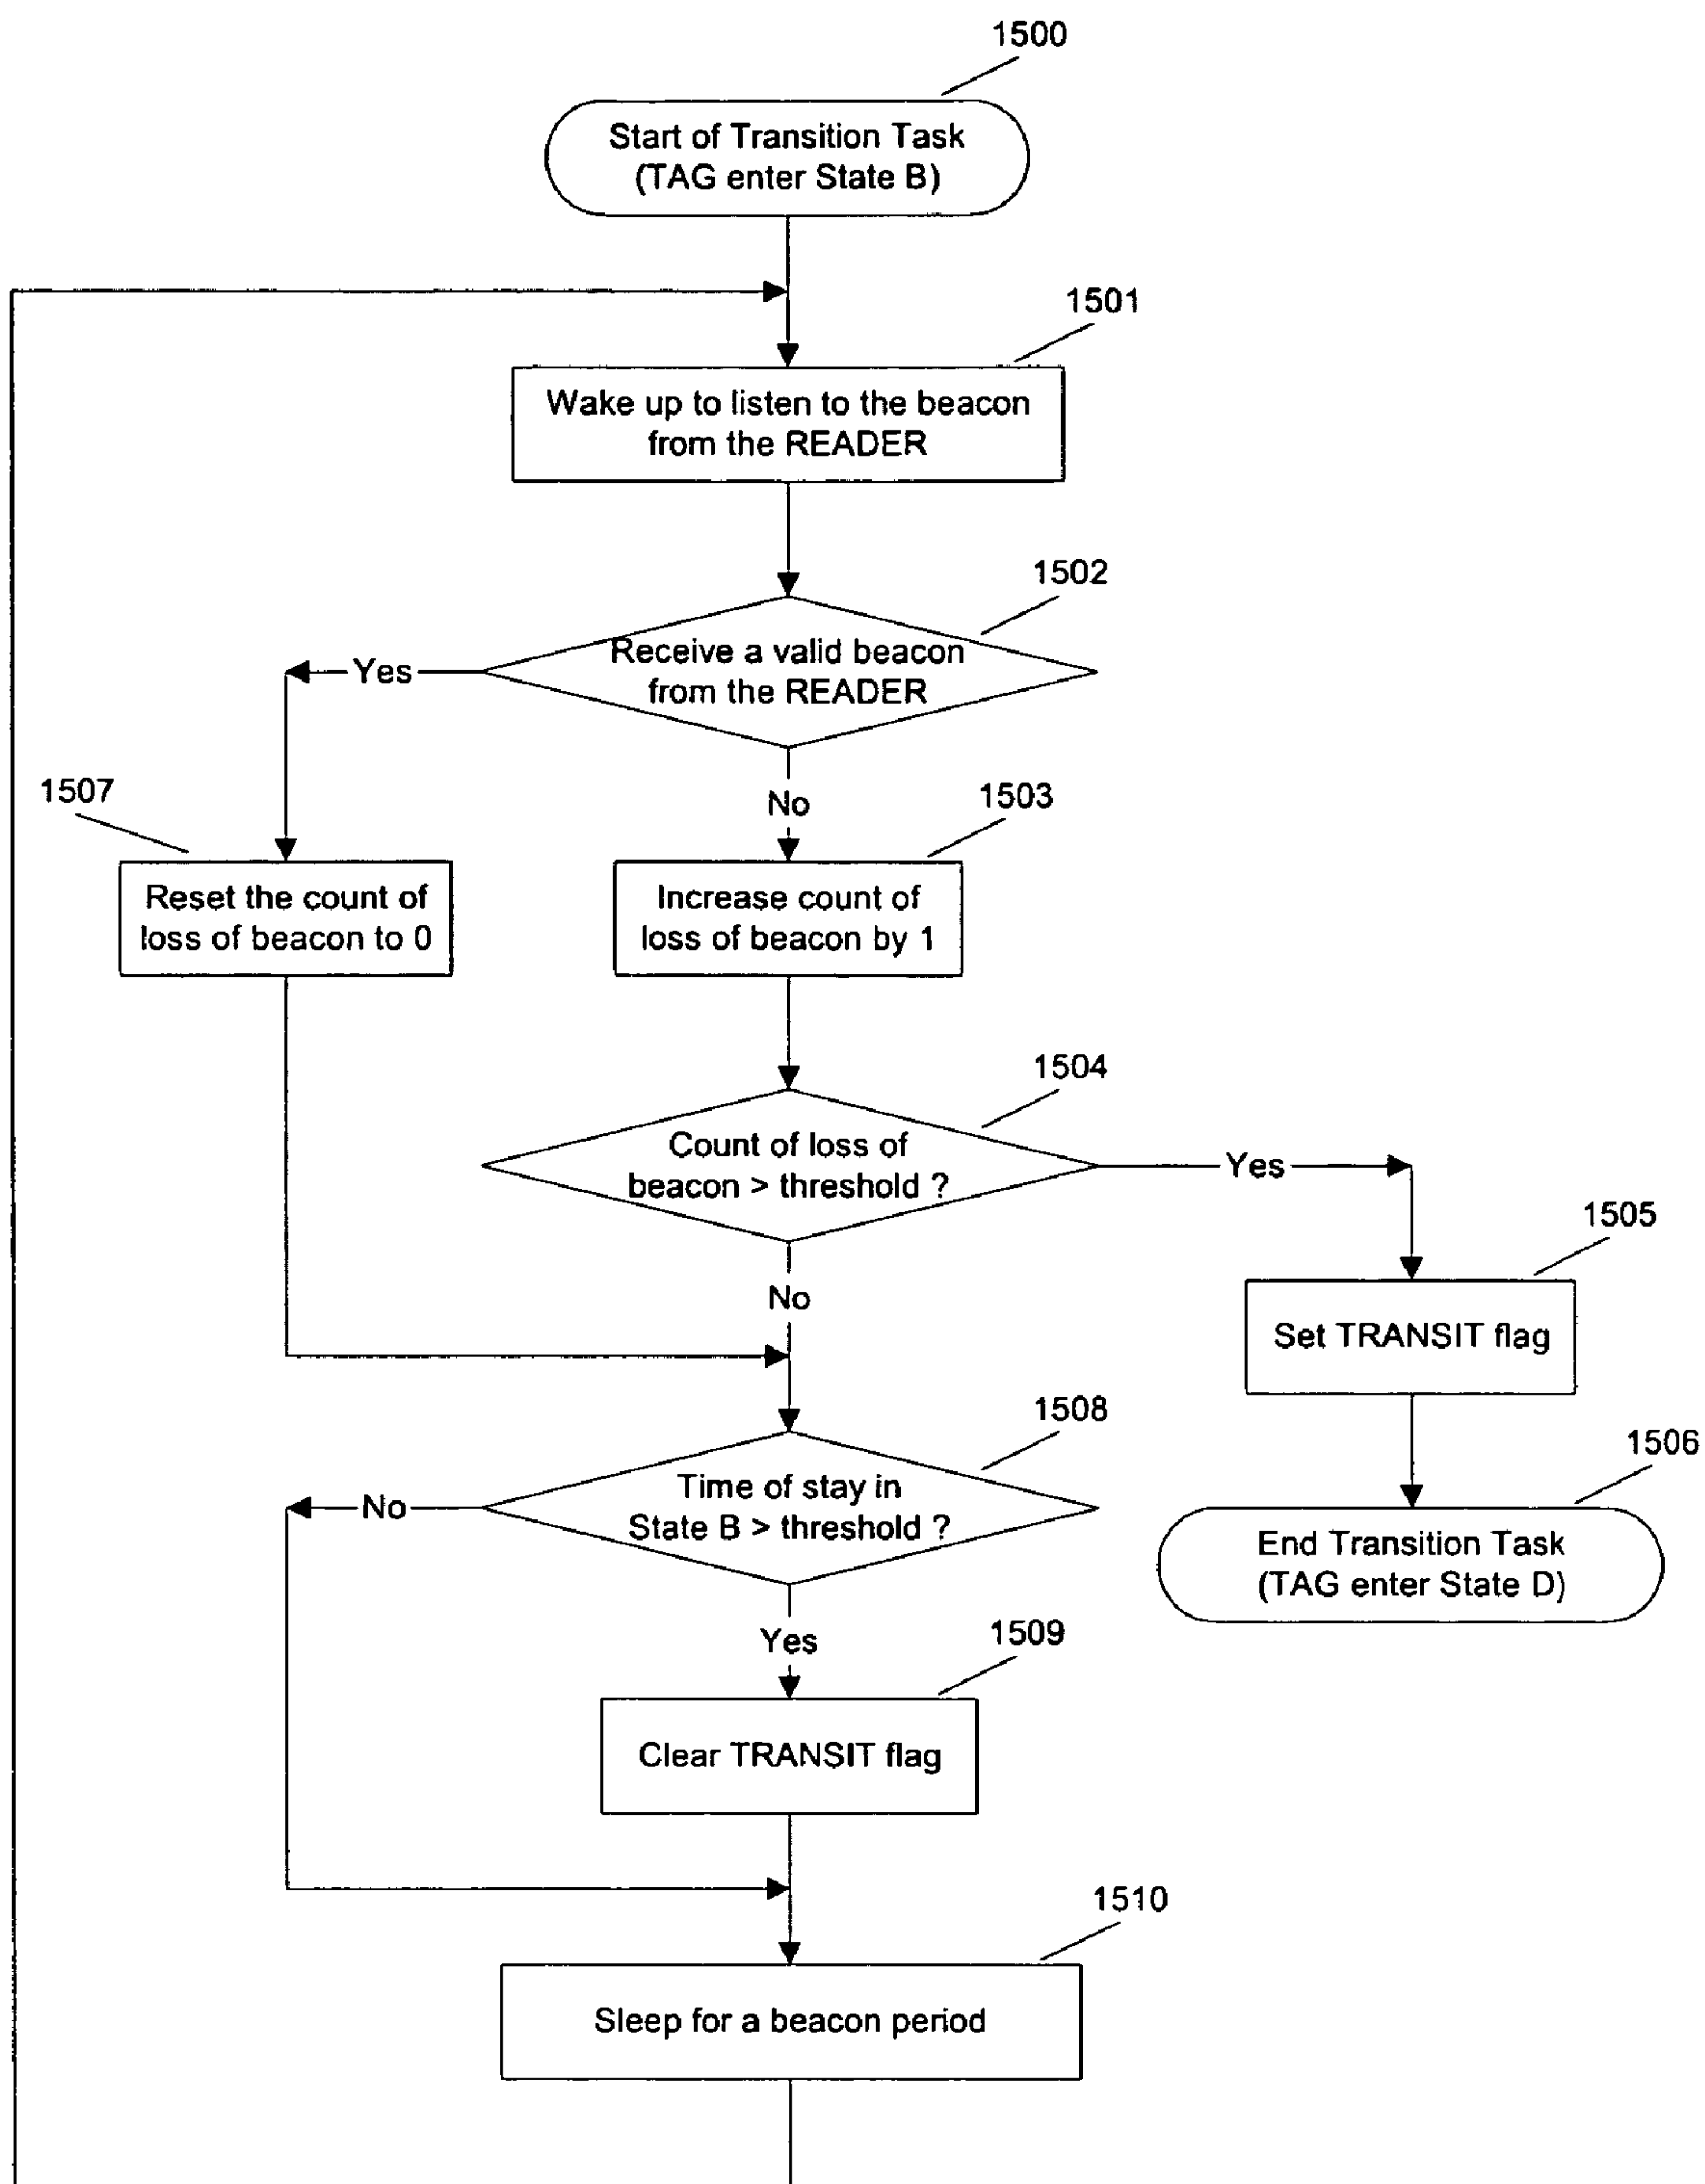 1500
Start of Transition Task
(TAG enter State B)
1501
Wake up to listen to the beacon
from the READER
1502
Receive a valid beacon
from the READER
Yes
No
1507
Reset the count of
loss of beacon to 0
1503
Increase count of
loss of beacon by 1
1504
Count of loss of
beacon > threshold ?
Yes
No
1505
Set TRANSIT flag
1506
End Transition Task
(TAG enter State D)
1508
Time of stay in
State B > threshold ?
No
Yes
1509
Clear TRANSIT flag
1510
Sleep for a beacon period